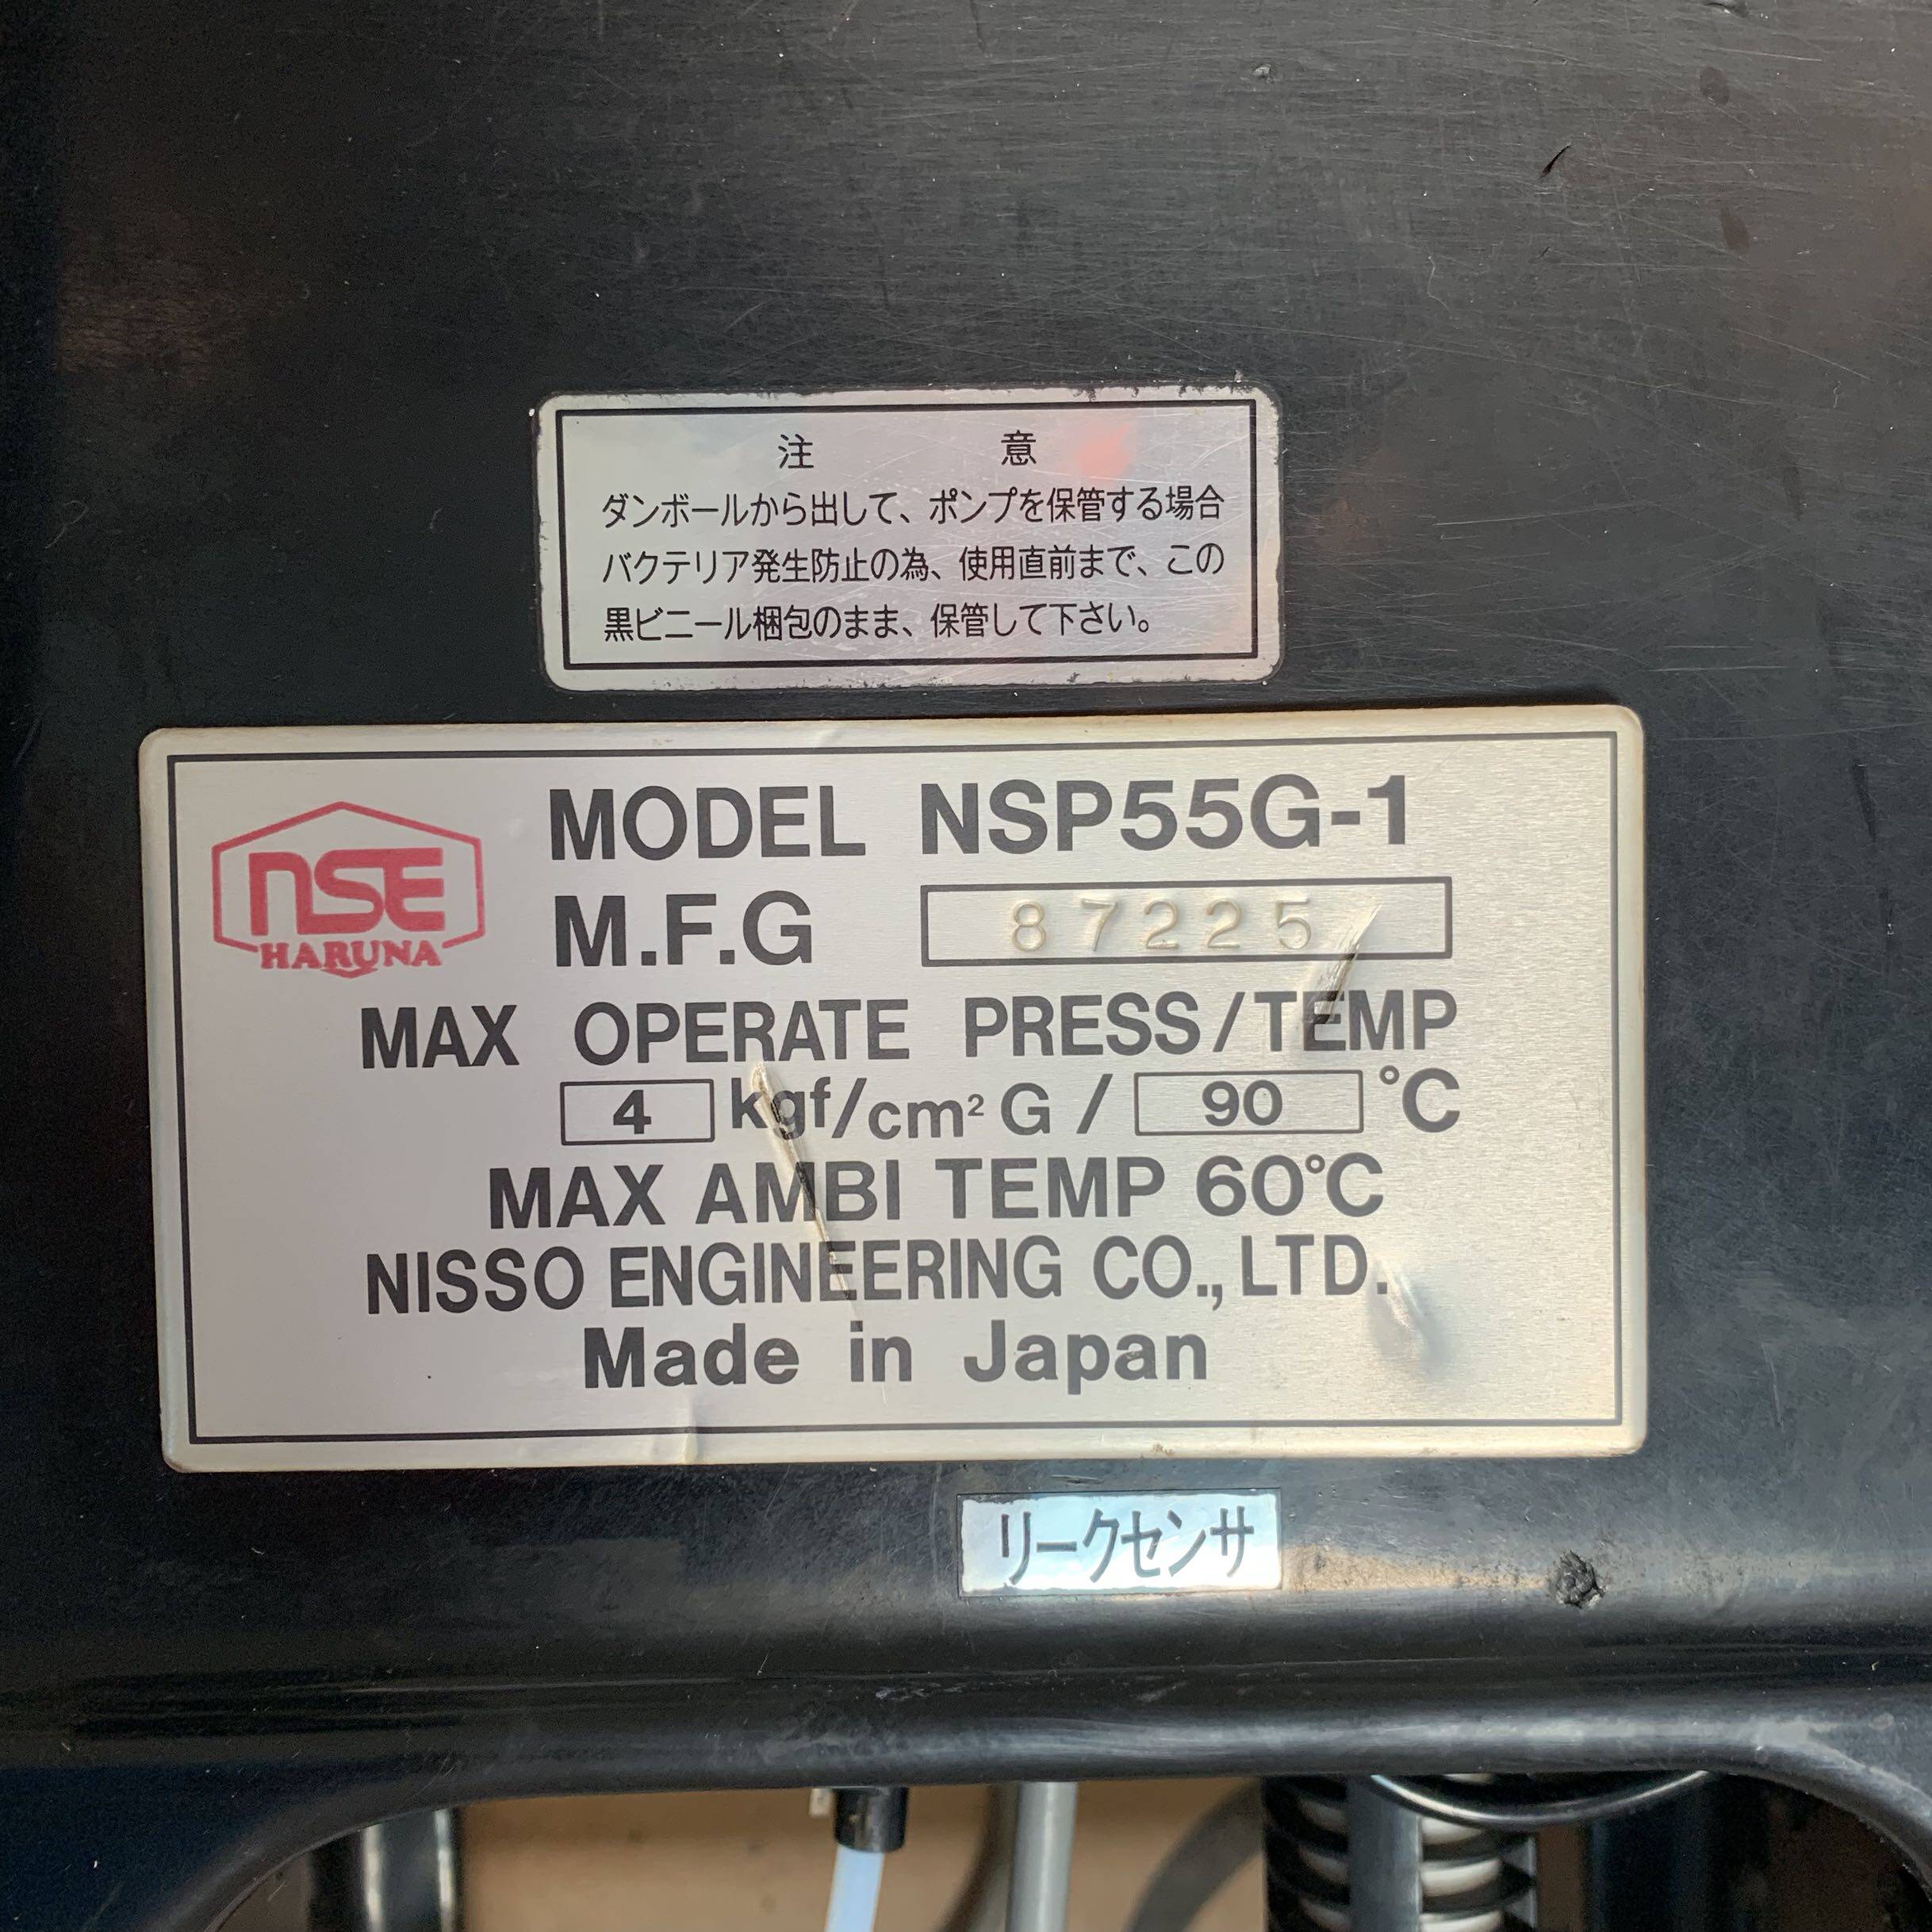 注 意
ダンボールから出して、ポンプを保管する場合
バクテリア発生防止の為、使用直前まで、この
黒ビニール梱包のまま、保管して下さい。
NSE
HARUNA
MODEL NSP55G-1
M.F.G 87225
MAX OPERATE PRESS/TEMP
4 kgf/cm² G / 90 °C
MAX AMBI TEMP 60°C
NISSO ENGINEERING CO., LTD.
Made in Japan
リークセンサ